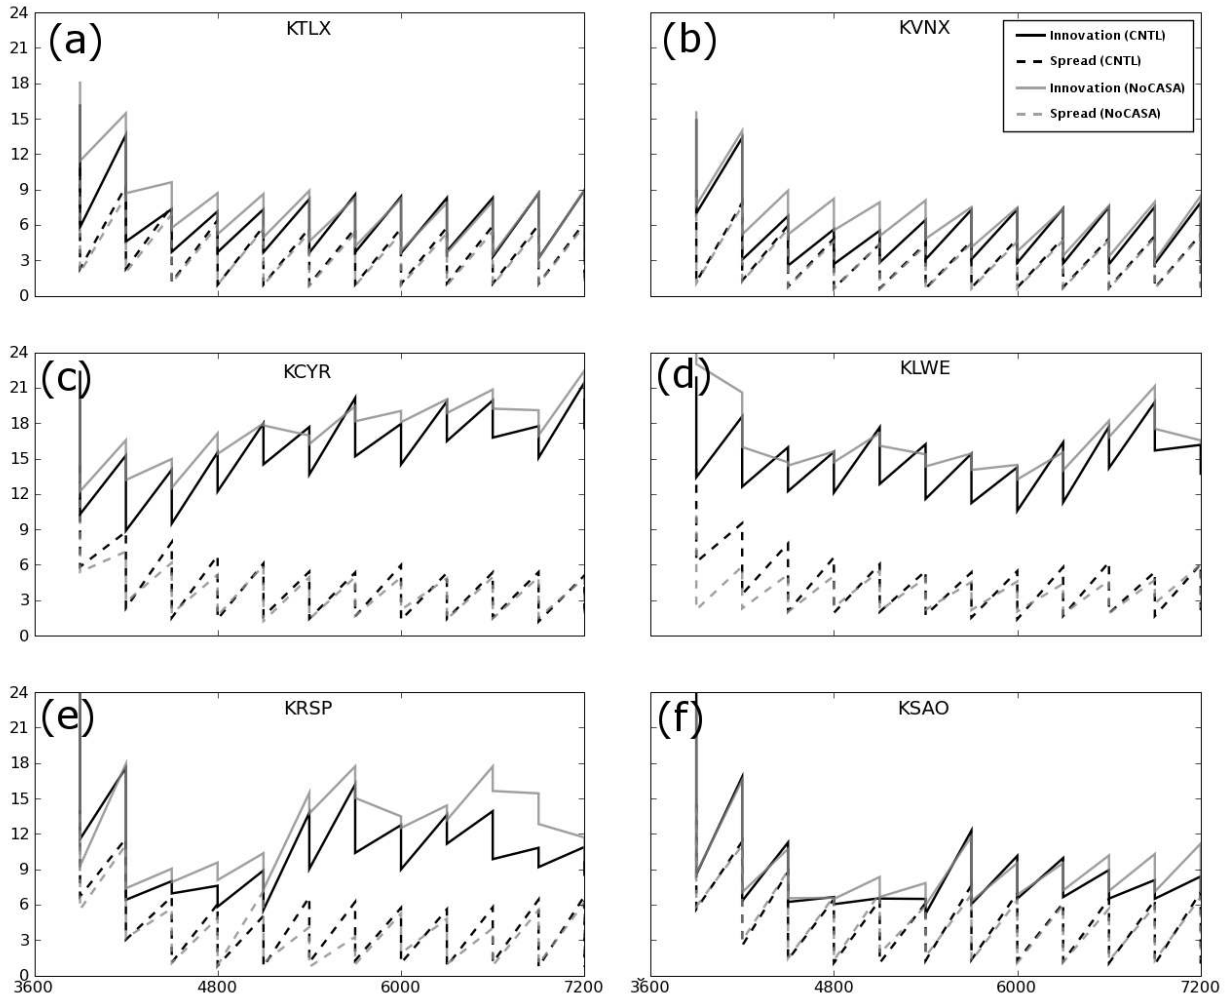 (a) KTLX
24
21
18
15
12
9
6
3
0
(b) KVNX
Innovation (CNTL)
Spread (CNTL)
Innovation (NoCASA)
Spread (NoCASA)
(c) KCYR
24
21
18
15
12
9
6
3
0
(d) KLWE
(e) KRSP
24
21
18
15
12
9
6
3
0
3600 4800 6000 7200
(f) KSAO
3600 4800 6000 7200